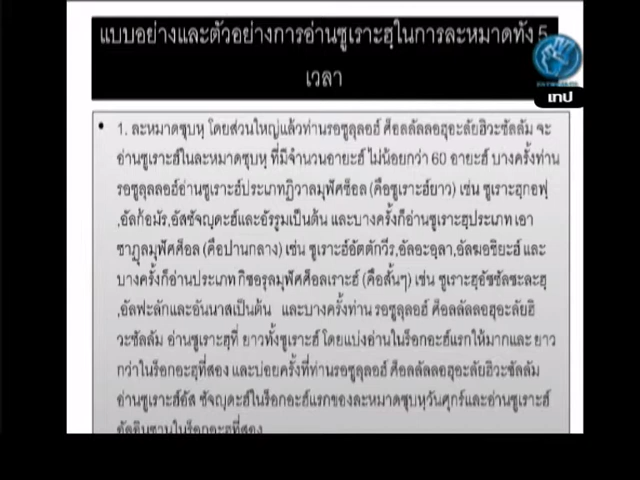 แบบอย่างและตัวอย่างการอ่านซูเราะฮฺในการละหมาดทั้ง 5
เวลา
เทป
• 1. ละหมาดซุบหฺ โดยส่วนใหญ่แล้วท่านรอซูลุลอฮ์ ศ็อลลัลลอฮุอะลัยฮิวะซัลลัม จะ
อ่านซูเราะฮ์ในละหมาดซุบหฺ ที่มีจำนวนอายะฮ์ ไม่น้อยกว่า 60 อายะฮ์ บางครั้งท่าน
รอซูลุลลอฮ์อ่านซูเราะฮ์ประเภทฏิวาลมุฟัศซ็อล (คือซูเราะฮ์ยาว) เช่น ซูเราะฮฺกอฟ,
,อัลก้อมัร,อัสซัจญดะฮ์และอัรรูมเป็นต้น และบางครั้งก็อ่านซูเราะฮฺประเภท เอา
ซาฏุลมุฟัศศ็อล (คือปานกลาง) เช่น ซูเราะฮ์อัตตักวีร,อัลอะอฺลา,อัลฆอชิยะฮ์ และ
บางครั้งก็อ่านประเภท กิซอรุลมุฟัศศ็อลเราะฮ์ (คือสั้นๆ) เช่น ซูเราะฮฺอัซซัลซะละฮฺ
,อัลฟะลักและอันนาสเป็นต้น และบางครั้งท่าน รอซูลุลอฮ์ ศ็อลลัลลอฮุอะลัยฮิ
วะซัลลัม อ่านซูเราะฮฺที่ ยาวทั้งซูเราะฮ์ โดยแบ่งอ่านในร็อกอะฮ์แรกให้มากและ ยาว
กว่าในร็อกอะฮฺที่สอง และบ่อยครั้งที่ท่านรอซูลุลอฮ์ ศ็อลลัลลอฮุอะลัยฮิวะซัลลัม
อ่านซูเราะฮ์อัส ซัจญดะฮ์ในร็อกอะฮ์แรกของละหมาดซุบหฺวันศุกร์และอ่านซูเราะฮ์
อัลอินซานในร็อกอะฮฺที่สอง